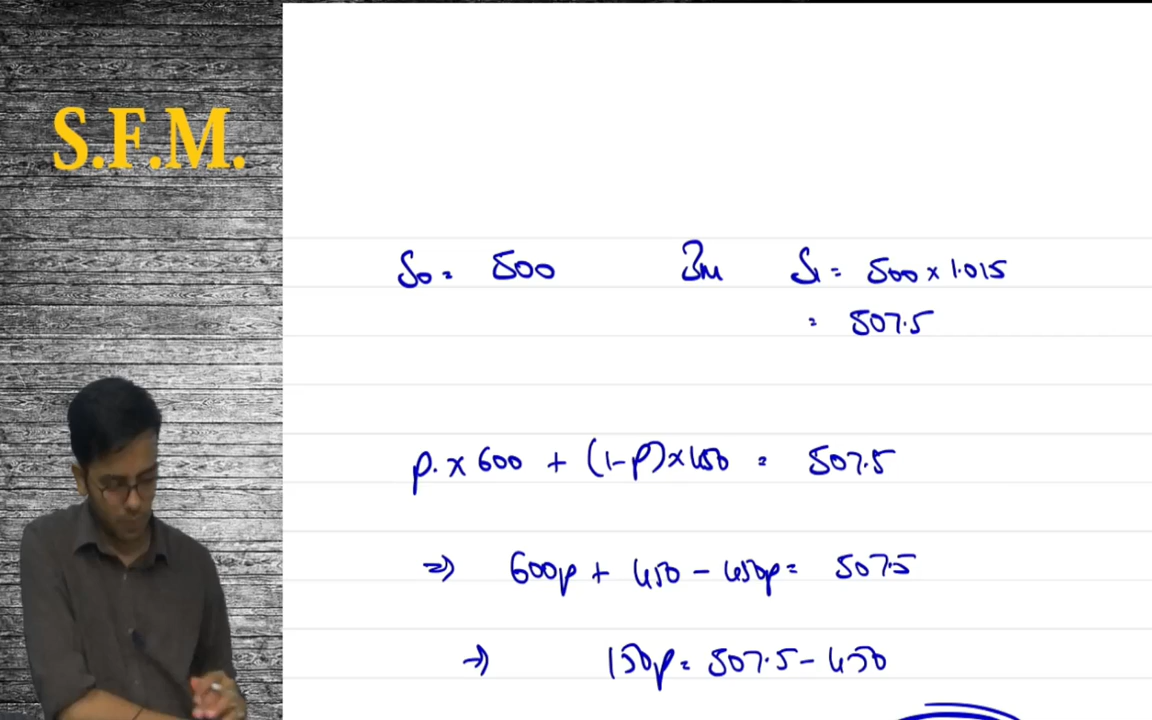 S.F.M.
S0 = 500 3m S1 = 500 x 1.015
= 507.5
p. x 600 + (1-p) x 450 = 507.5
=> 600p + 450 - 450p = 507.5
=> 150p = 507.5 - 450